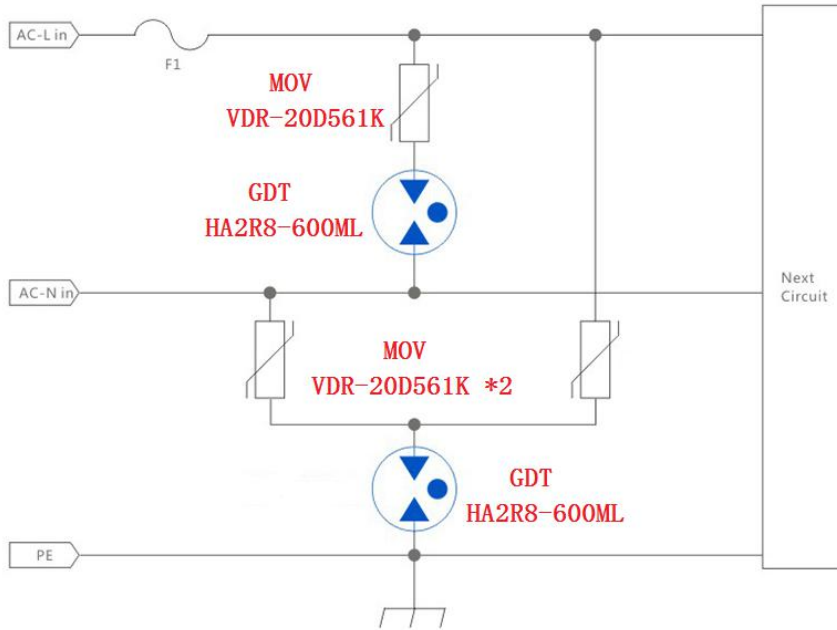 AC-L in
F1
MOV
VDR-20D561K
GDT
HA2R8-600ML
AC-N in
Next
Circuit
MOV
VDR-20D561K *2
GDT
HA2R8-600ML
PE